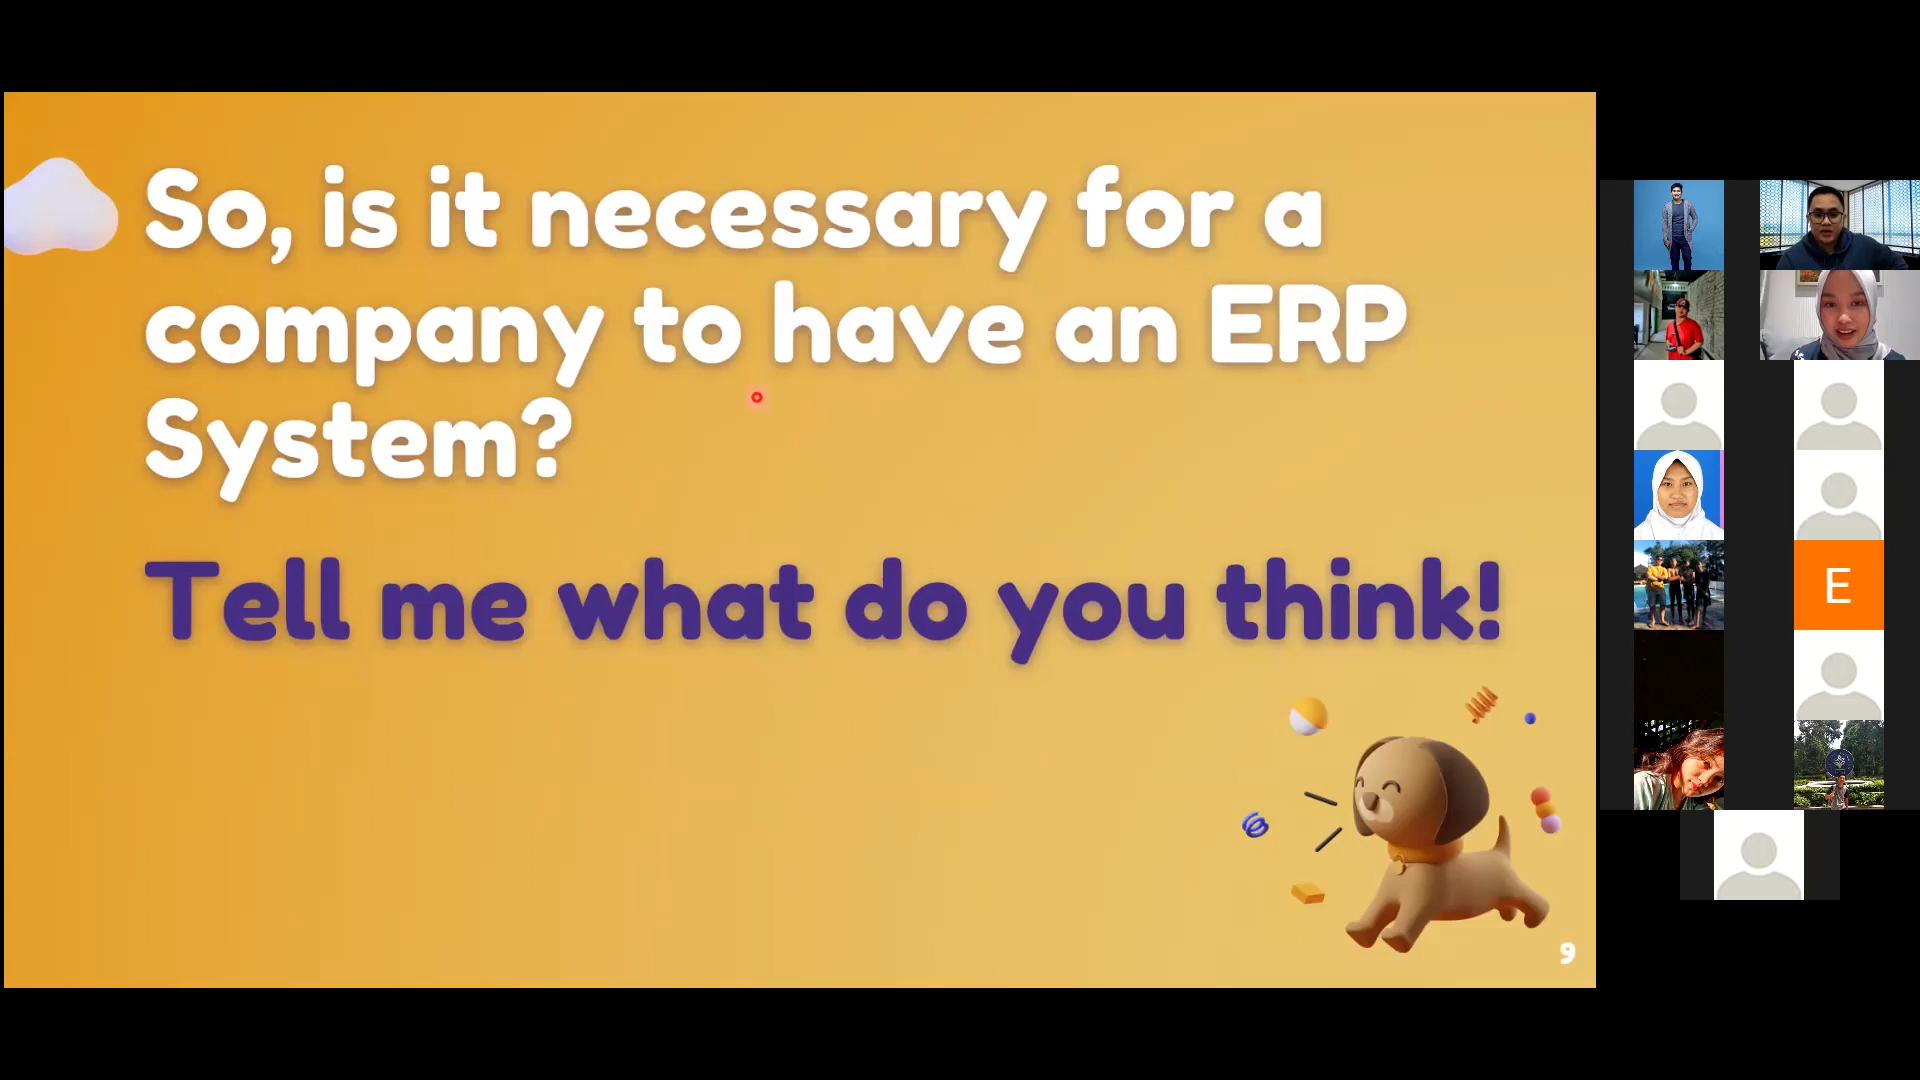 So, is it necessary for a
company to have an ERP
System?
Tell me what do you think!
9
E